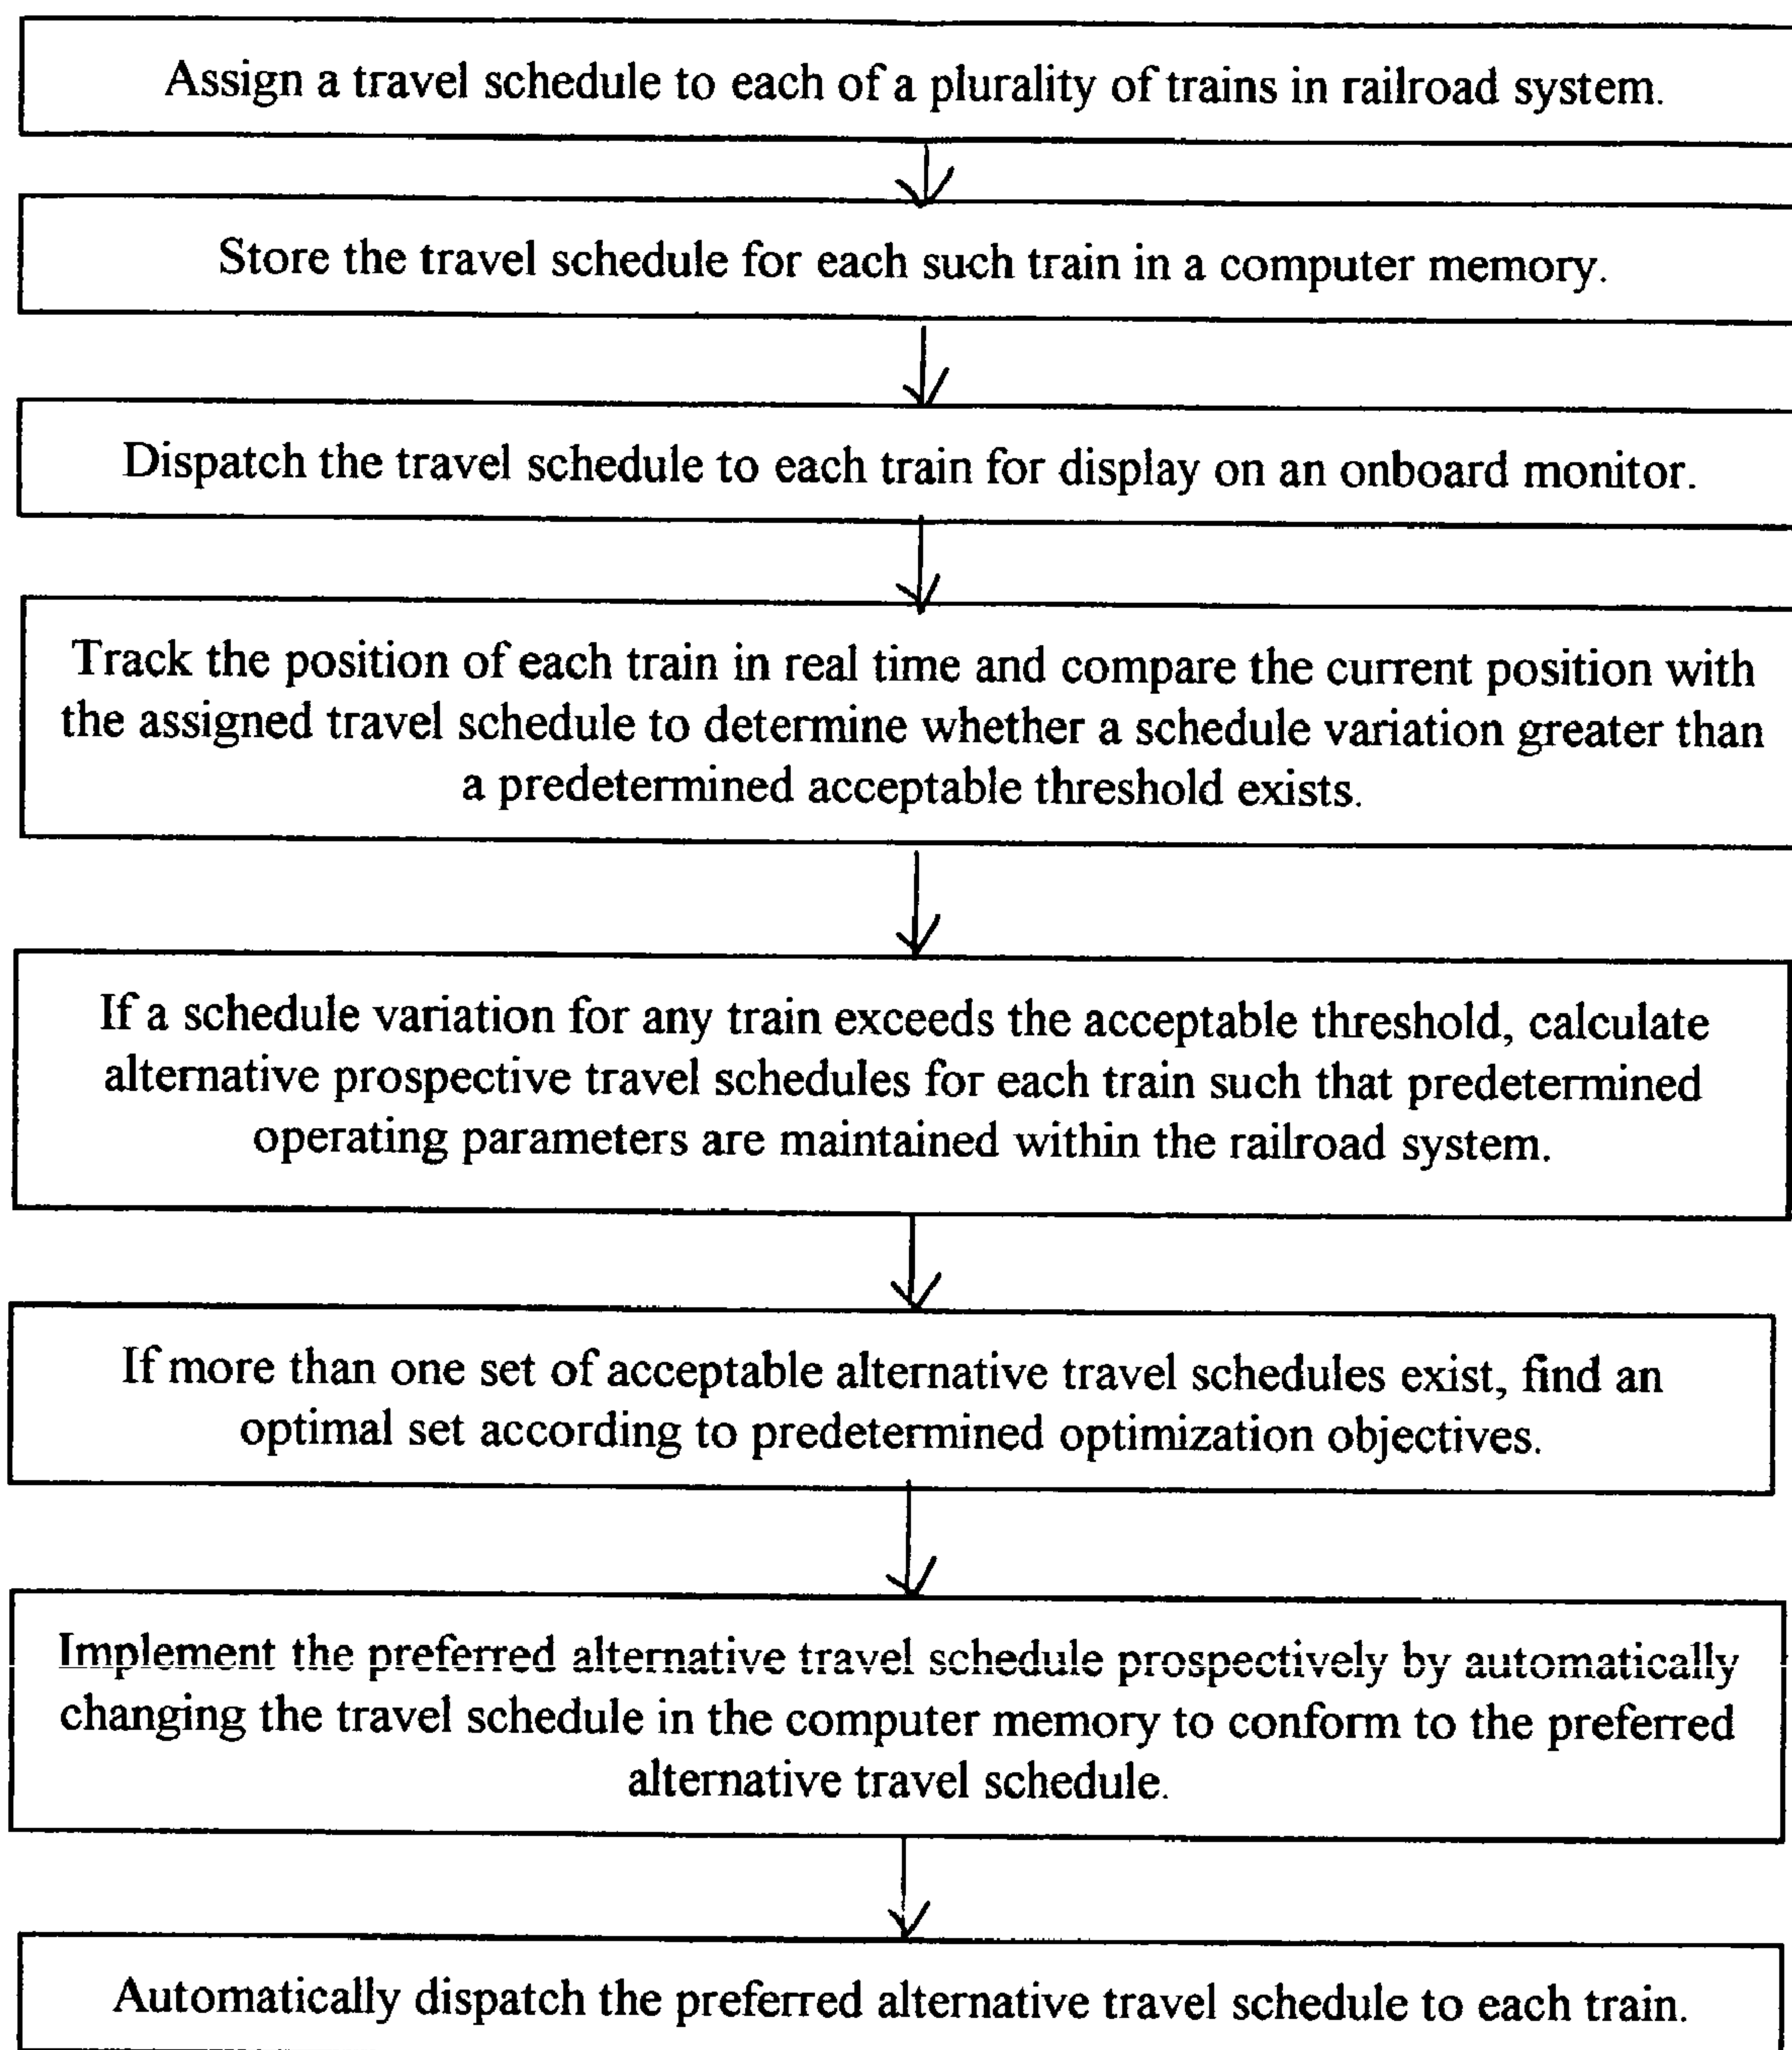 Assign a travel schedule to each of a plurality of trains in railroad system.
Store the travel schedule for each such train in a computer memory.
Dispatch the travel schedule to each train for display on an onboard monitor.
Track the position of each train in real time and compare the current position with
the assigned travel schedule to determine whether a schedule variation greater than
a predetermined acceptable threshold exists.
If a schedule variation for any train exceeds the acceptable threshold, calculate
alternative prospective travel schedules for each train such that predetermined
operating parameters are maintained within the railroad system.
If more than one set of acceptable alternative travel schedules exist, find an
optimal set according to predetermined optimization objectives.
Implement the preferred alternative travel schedule prospectively by automatically
changing the travel schedule in the computer memory to conform to the preferred
alternative travel schedule.
Automatically dispatch the preferred alternative travel schedule to each train.